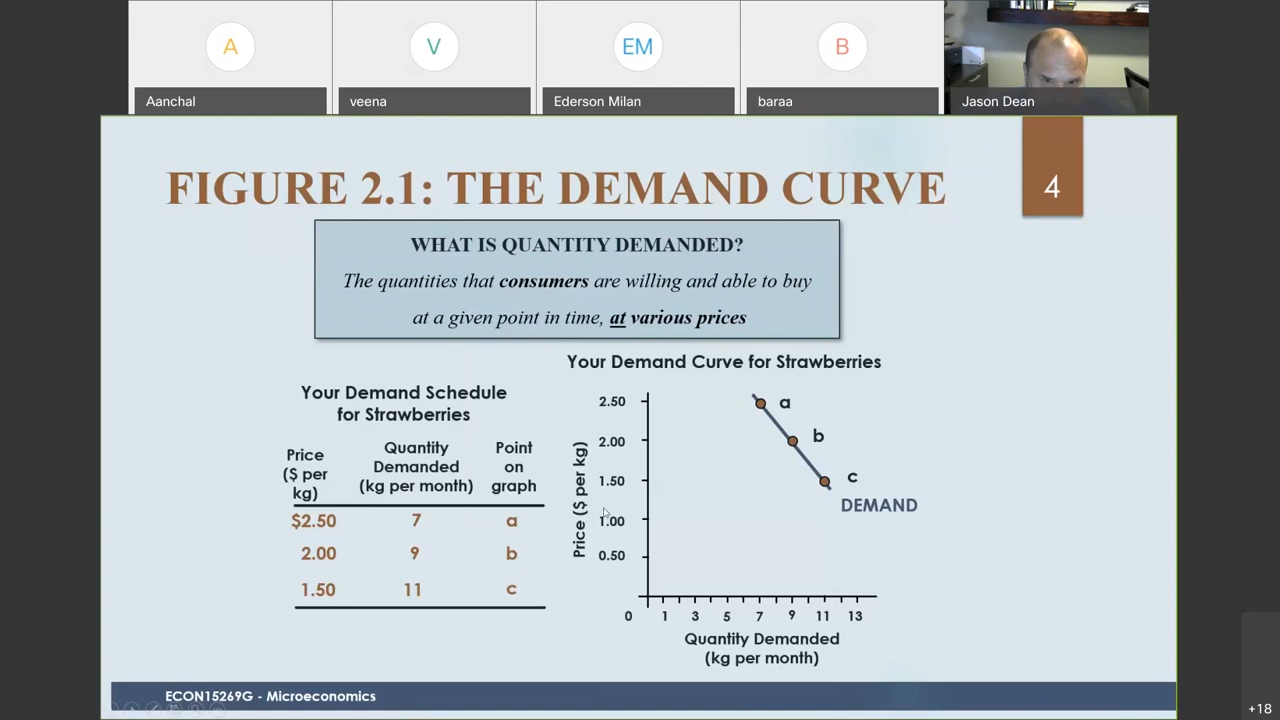 A
V
EM
B
Aanchal
veena
Ederson Milan
baraa
Jason Dean
FIGURE 2.1: THE DEMAND CURVE
4
WHAT IS QUANTITY DEMANDED?
The quantities that consumers are willing and able to buy
at a given point in time, at various prices
Your Demand Schedule
for Strawberries
Price
($ per
kg)
Quantity
Demanded
(kg per month)
Point
on
graph
$2.50 7 a
2.00 9 b
1.50 11 c
Your Demand Curve for Strawberries
Price ($ per kg)
2.50
2.00
1.50
1.00
0.50
a
b
c
DEMAND
0 1 3 5 7 9 11 13
Quantity Demanded
(kg per month)
ECON15269G - Microeconomics
+18